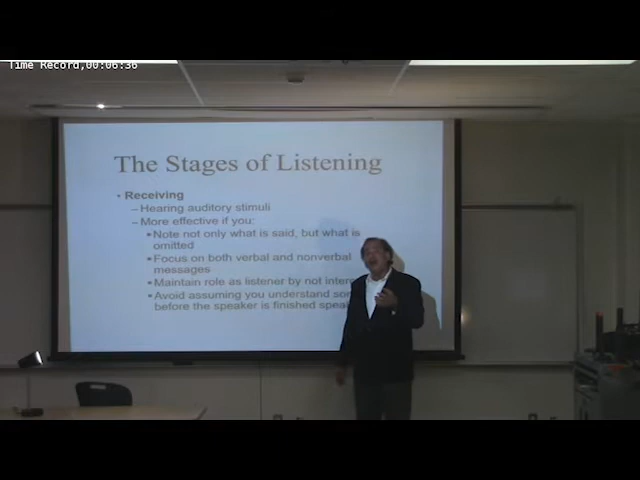 Time Record,00:06:36
The Stages of Listening
• Receiving
– Hearing auditory stimuli
– More effective if you:
▪ Note not only what is said, but what is
omitted
▪ Focus on both verbal and nonverbal
messages
▪ Maintain role as listener by not
▪ Avoid assuming you understand
before the speaker is finished